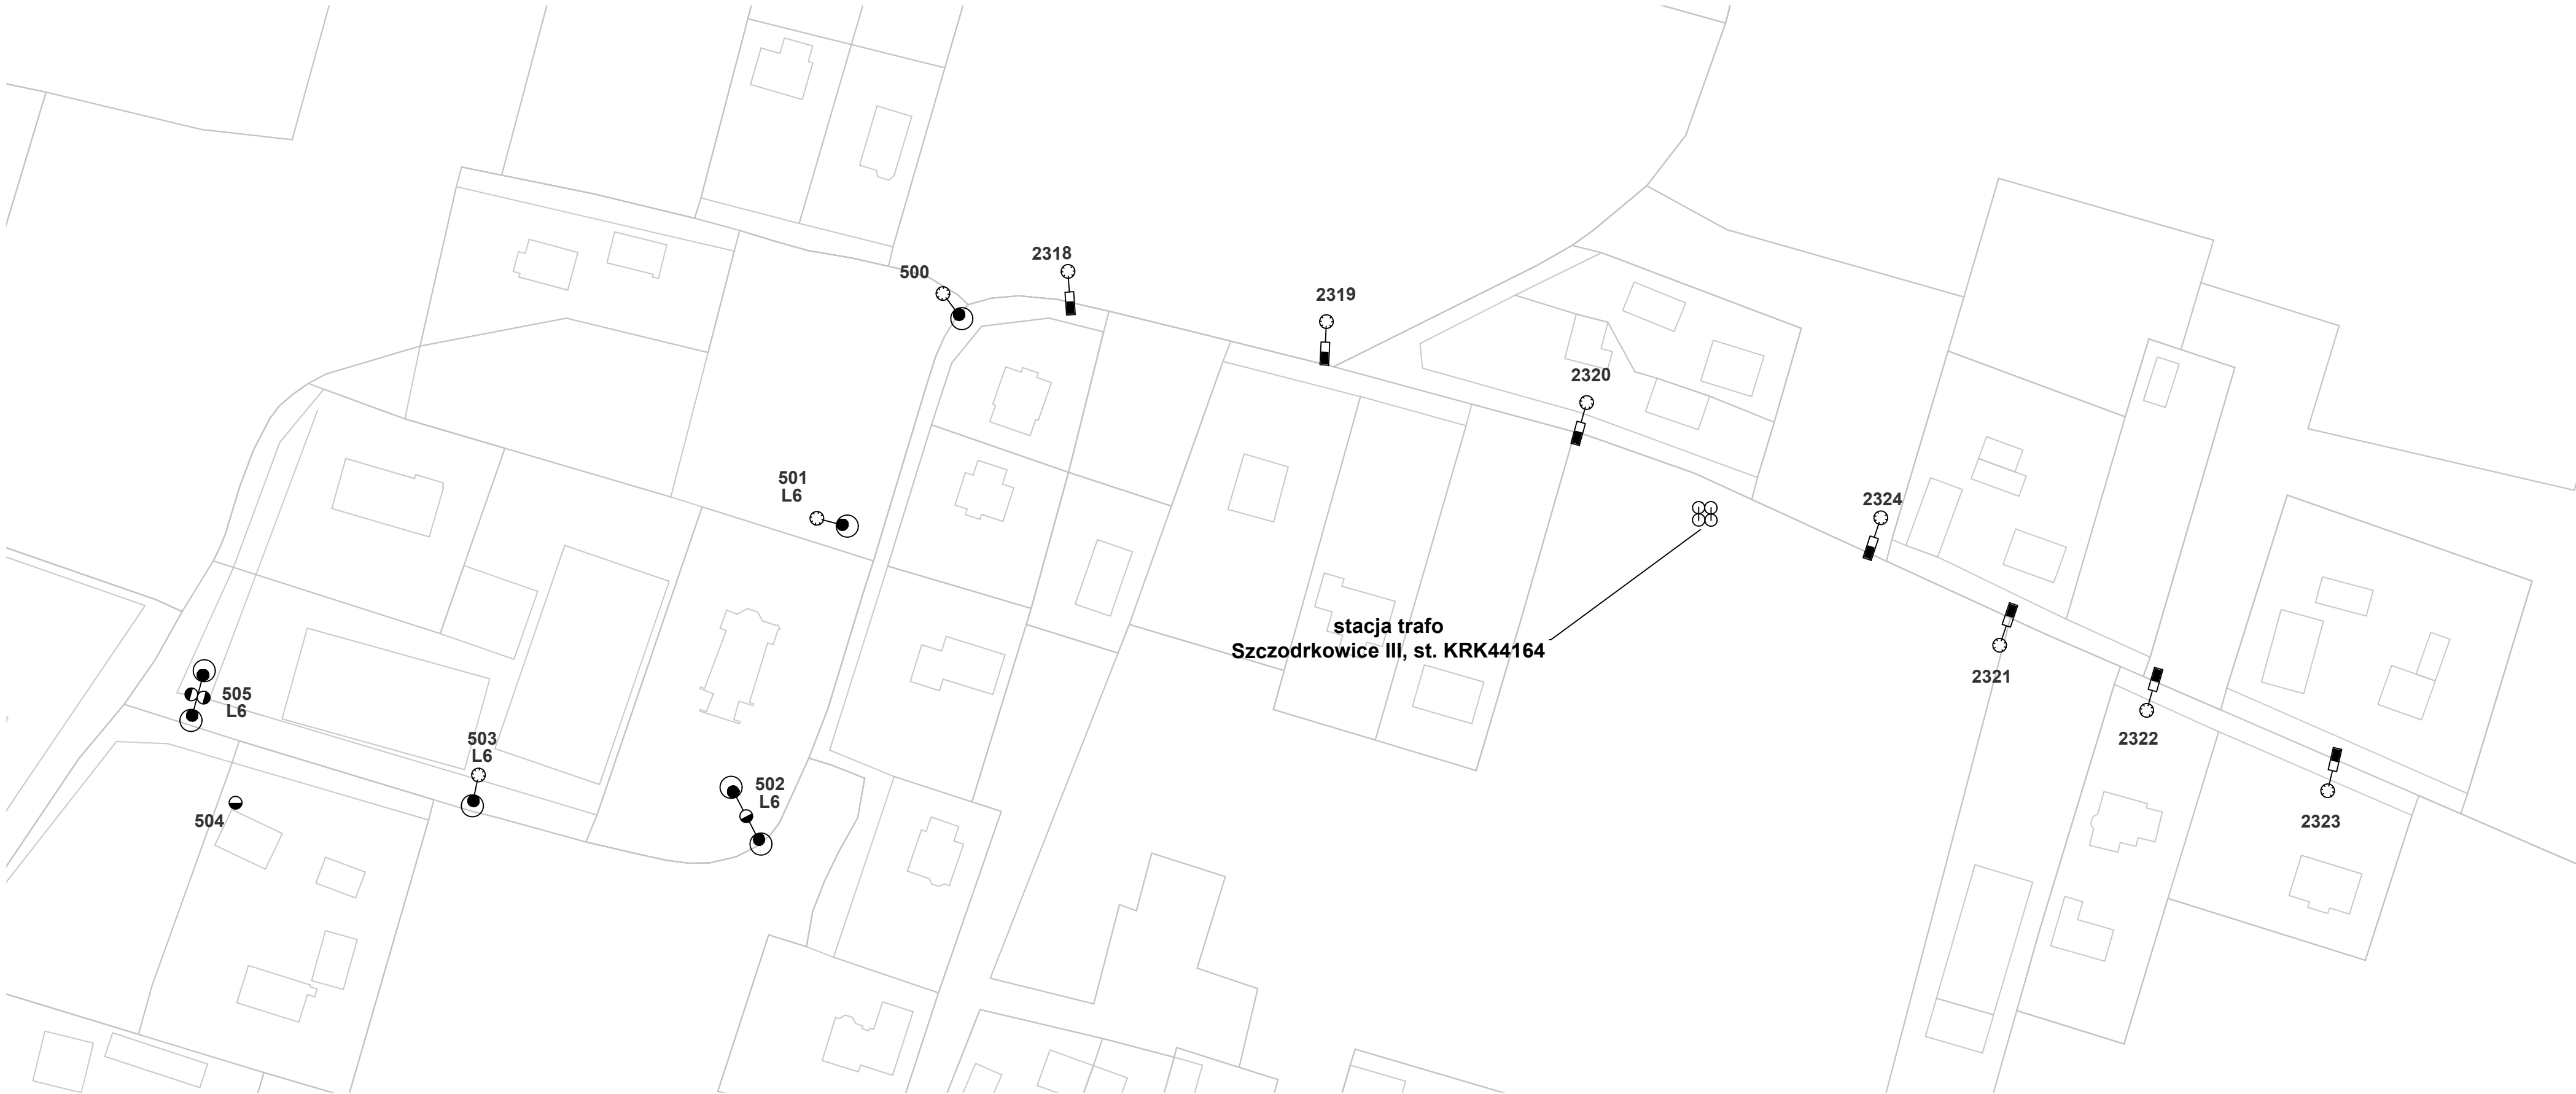 2318
500
2319
2320
501
L6
2324
stacja trafo
Szczodrkowice III, st. KRK44164
2321
505
L6
503
L6
2322
502
L6
504
2323